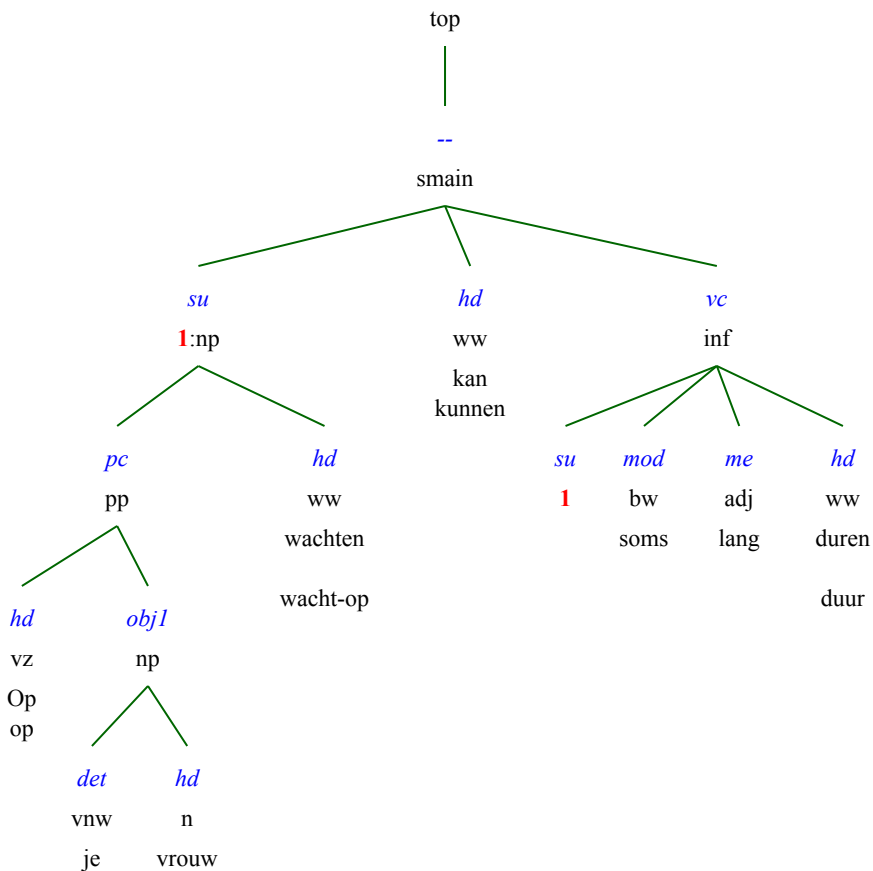 top
--
smain
su hd vc
1:np ww inf
kan
kunnen
pc hd su mod me hd
pp ww 1 bw adj ww
wachten soms lang duren
wacht-op duur
hd obj1
vz np
Op
op
det hd
vnw n
je vrouw